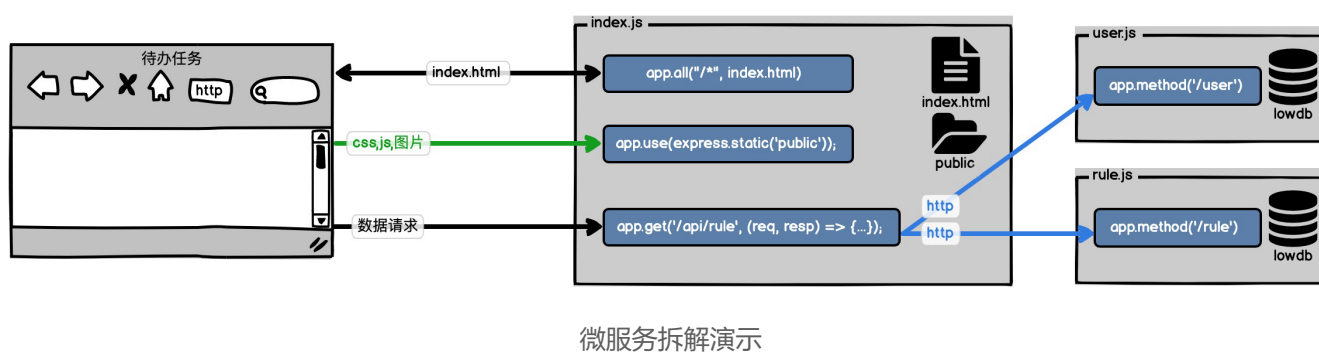 待办任务
http
index.html
css,js,图片
数据请求
index.js
app.all("/*", index.html)
index.html
app.use(express.static('public'));
public
app.get('/api/rule', (req, resp) => {...});
http
http
user.js
app.method('/user')
lowdb
rule.js
app.method('/rule')
lowdb
微服务拆解演示